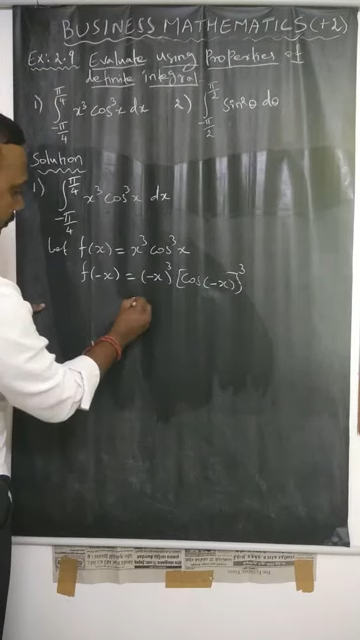 BUSINESS MATHEMATICS (+2)
Ex: 2.9 Evaluate using Properties of
definite integral
1) ∫_{-π/4}^{π/4} x³ cos³x dx 2) ∫_{-π/2}^{π/2} sin²θ dθ
Solution
1) ∫_{-π/4}^{π/4} x³ cos³x dx
Let f(x) = x³ cos³x
f(-x) = (-x)³ [cos(-x)]³